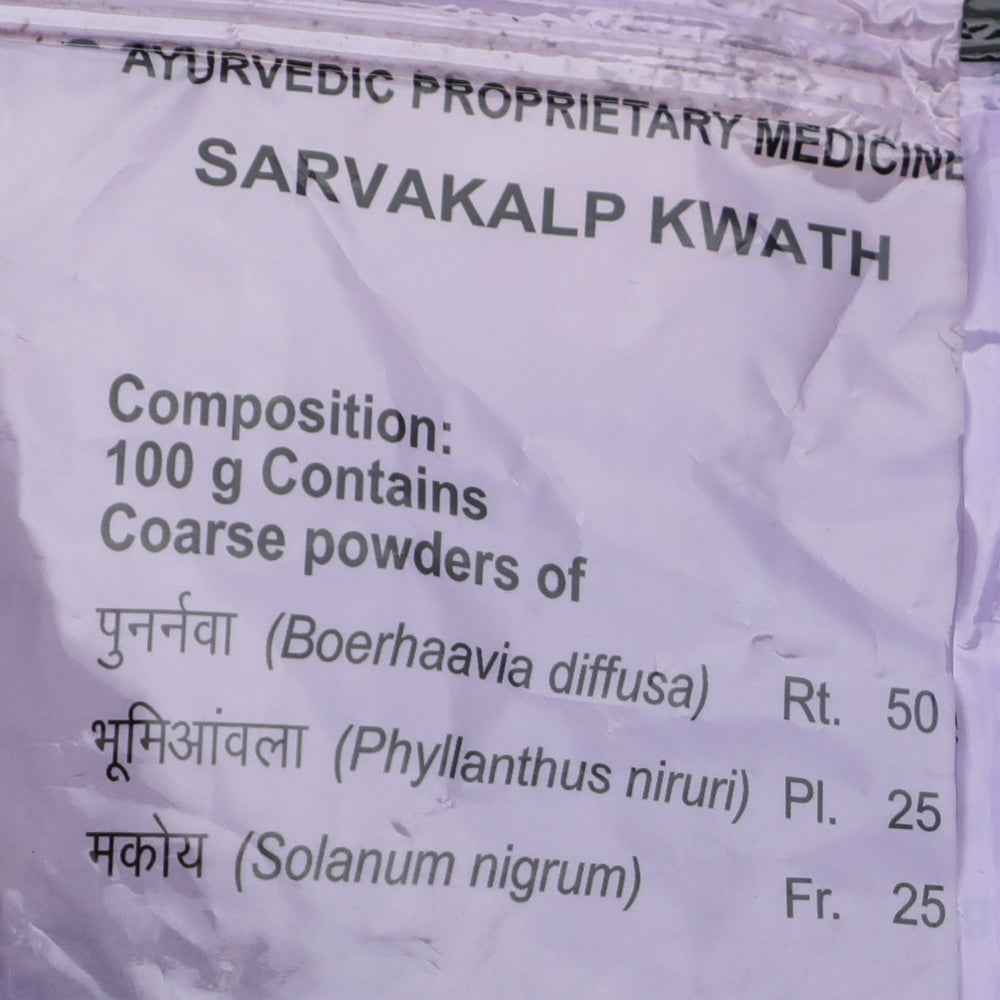 AYURVEDIC PROPRIETARY MEDICINE
SARVAKALP KWATH
Composition:
100 g Contains
Coarse powders of
पुनर्नवा (Boerhaavia diffusa) Rt. 50
भूमिआंवला (Phyllanthus niruri) Pl. 25
मकोय (Solanum nigrum) Fr. 25